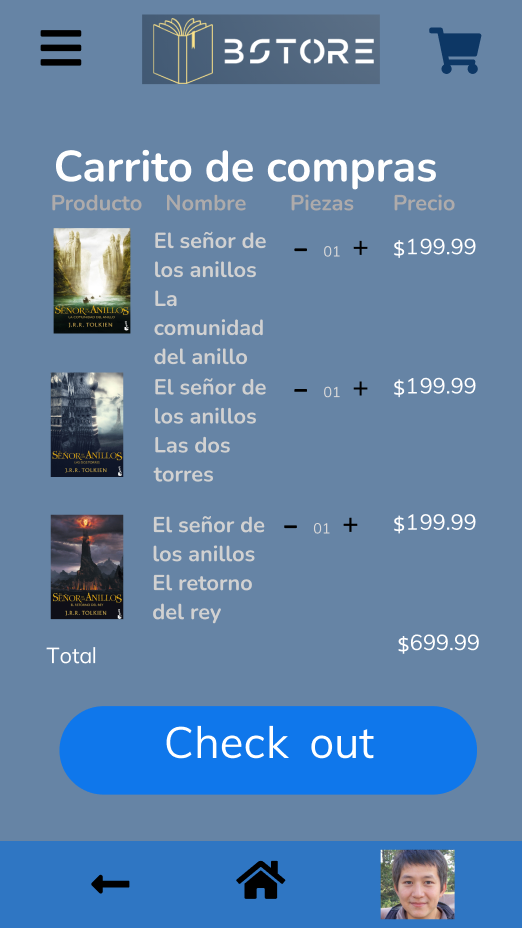 BSTORE
Carrito de compras
Producto Nombre Piezas Precio
SEÑOR DE LOS ANILLOS
LA COMUNIDAD DEL ANILLO
J.R.R. TOLKIEN
El señor de
los anillos
La
comunidad
del anillo
- 01 +
$199.99
SEÑOR DE LOS ANILLOS
LAS DOS TORRES
J.R.R. TOLKIEN
El señor de
los anillos
Las dos
torres
- 01 +
$199.99
SEÑOR DE LOS ANILLOS
EL RETORNO DEL REY
J.R.R. TOLKIEN
El señor de
los anillos
El retorno
del rey
- 01 +
$199.99
Total $699.99
Check out